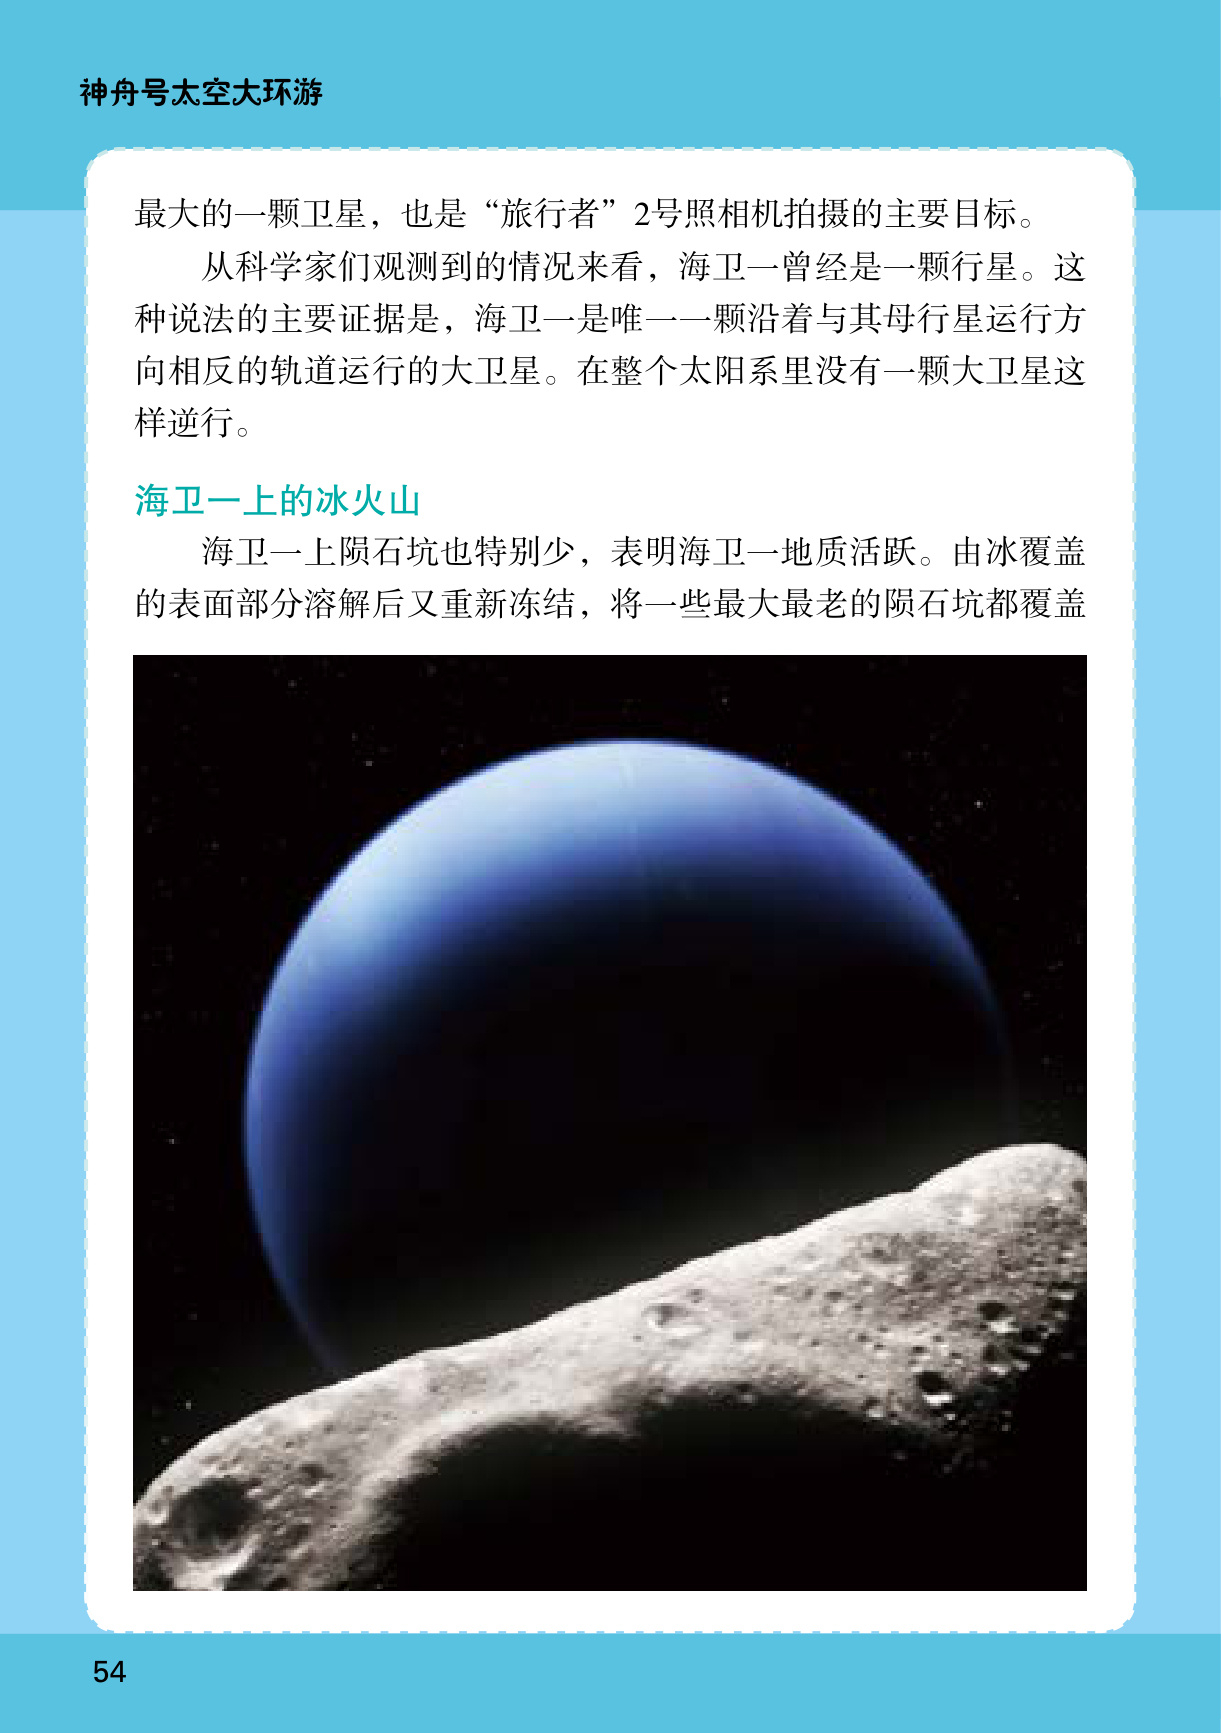 神舟号太空大环游
最大的一颗卫星，也是“旅行者”2号照相机拍摄的主要目标。
从科学家们观测到的情况来看，海卫一曾经是一颗行星。这
种说法的主要证据是，海卫一是唯一一颗沿着与其母行星运行方
向相反的轨道运行的大卫星。在整个太阳系里没有一颗大卫星这
样逆行。
海卫一上的冰火山
海卫一上陨石坑也特别少，表明海卫一地质活跃。由冰覆盖
的表面部分溶解后又重新冻结，将一些最大最老的陨石坑都覆盖
54